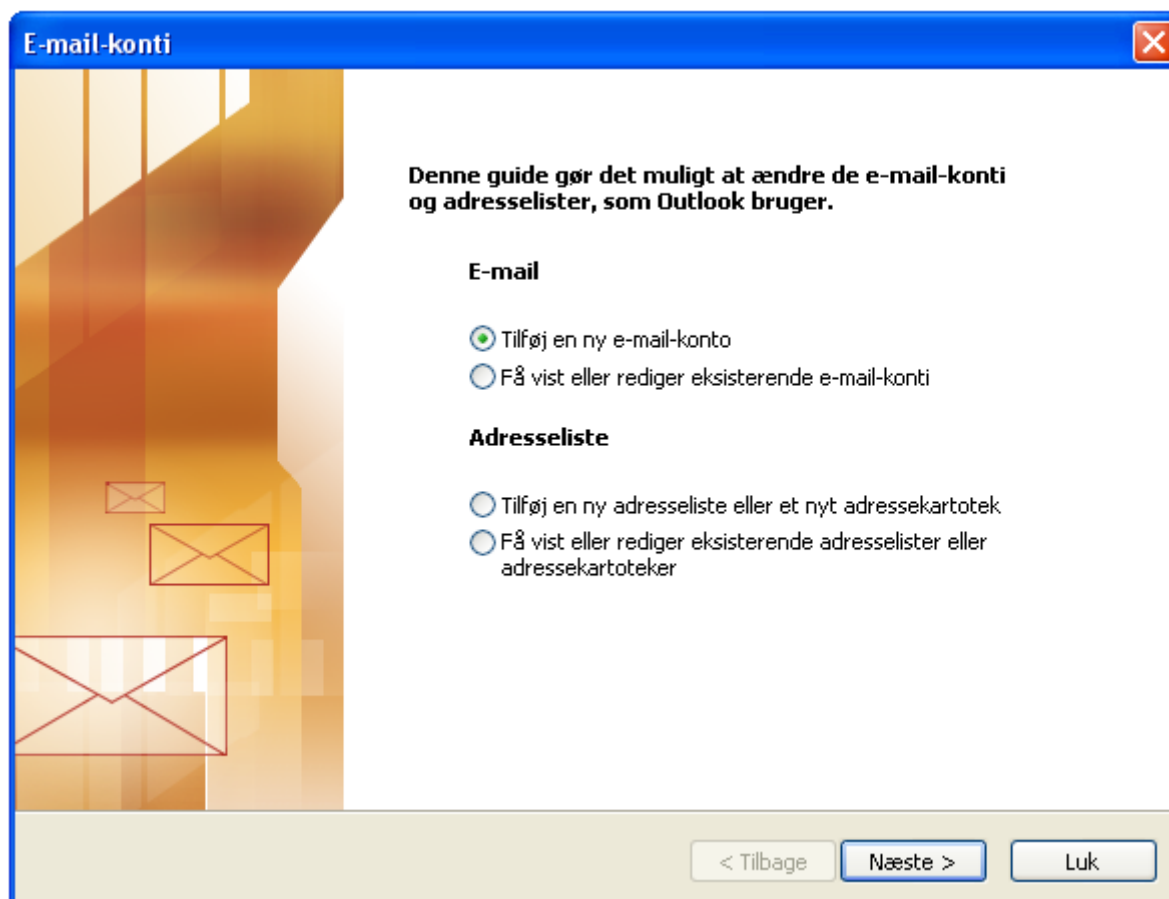 E-mail-konti
Denne guide gør det muligt at ændre de e-mail-konti
og adresselister, som Outlook bruger.
E-mail
Tilføj en ny e-mail-konto
Få vist eller rediger eksisterende e-mail-konti
Adresseliste
Tilføj en ny adresseliste eller et nyt adressekartotek
Få vist eller rediger eksisterende adresselister eller
adressekartoteker
< Tilbage
Næste >
Luk